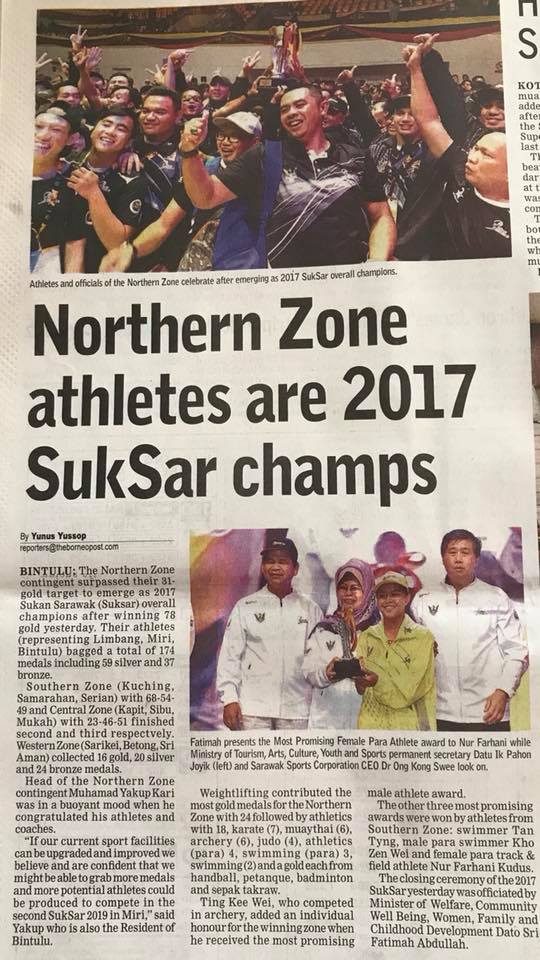 Athletes and officials of the Northern Zone celebrate after emerging as 2017 SukSar overall champions.
Northern Zone
athletes are 2017
SukSar champs
By Yunus Yussop
reporters@theborneopost.com
BINTULU: The Northern Zone
contingent surpassed their 31-
gold target to emerge as 2017
Sukan Sarawak (Suksar) overall
champions after winning 78
gold yesterday. Their athletes
(representing Limbang, Miri,
Bintulu) bagged a total of 174
medals including 59 silver and 37
bronze.
Southern Zone (Kuching,
Samarahan, Serian) with 68-54-
49 and Central Zone (Kapit, Sibu,
Mukah) with 23-46-51 finished
second and third respectvely.
Western Zone (Sarikei, Betong, Sri
Aman) collected 16 gold, 20 silver
and 24 bronze medals.
Head of the Northern Zone
contingent Muhamad Yakup Kari
was in a buoyant mood when he
congratulated his athletes and
coaches.
"If our current sport facilities
can be upgraded and improved we
believe and are confident that we
might be able to grab more medals
and more potential athletes could
be produced to compete in the
second SukSar 2019 in Miri," said
Yakup who is also the Resident of
Bintulu.
Fatimah presents the Most Promising Female Para Athlete award to Nur Farhani while
Ministry of Tourism, Arts, Culture, Youth and Sports permanent secretary Datu Ik Pahon
Joyik (left) and Sarawak Sports Corporation CEO Dr Ong Kong Swee look on.
Weightlifting contributed the
most gold medals for the Northern
Zone with 24 followed by athletics
with 18, karate (7), muaythai (6),
archery (6), judo (4), athletics
(para) 4, swimming (para) 3,
swimming (2) and a gold each from
handball, petanque, badminton
and sepak takraw.
Ting Kee Wei, who competed
in archery, added an individual
honour for the winning zone when
he received the most promising
male athlete award.
The other three most promising
awards were won by athletes from
Southern Zone: swimmer Tan
Tyng, male para swimmer Kho
Zen Wei and female para track &
field athlete Nur Farhani Kudus.
The closing ceremony of the 2017
SukSar yesterday was officiated by
Minister of Welfare, Community
Well Being, Women, Family and
Childhood Development Dato Sri
Fatimah Abdullah.
S
KOT